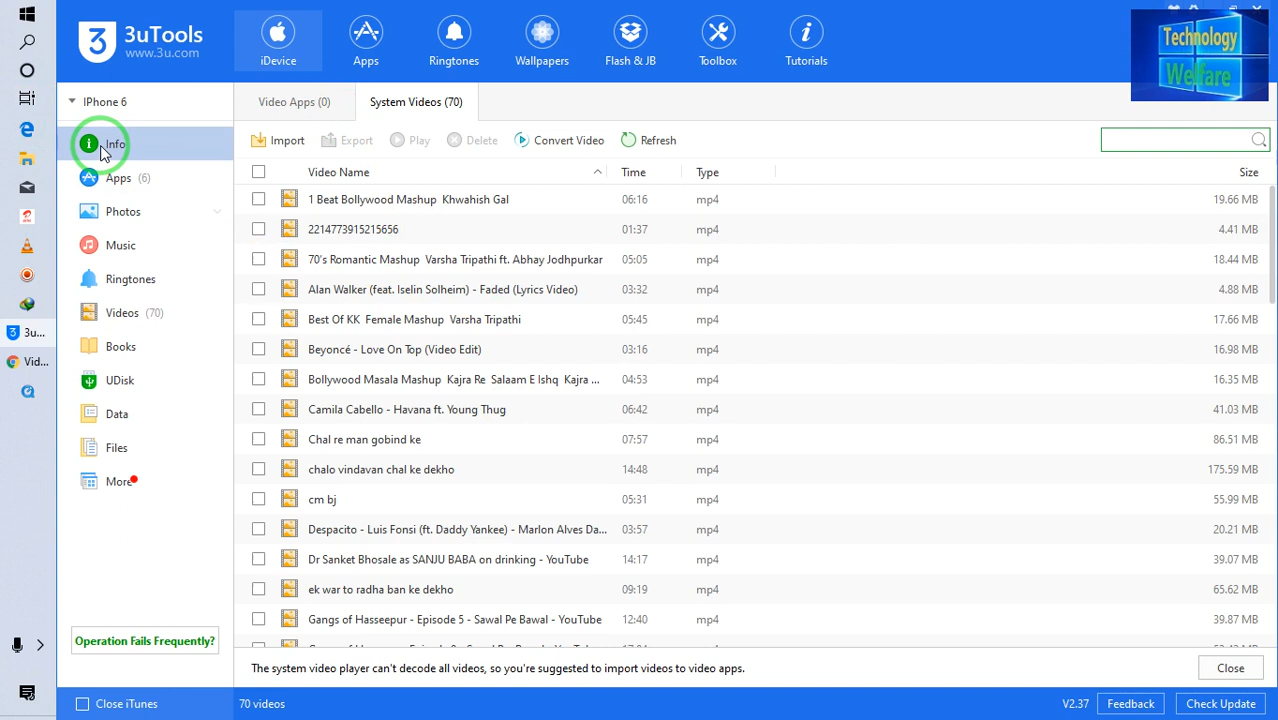 3uTools
www.3u.com
iDevice
Apps
Ringtones
Wallpapers
Flash & JB
Toolbox
Tutorials
Technology
Welfare
IPhone 6
Info
Apps (6)
Photos
Music
Ringtones
Videos (70)
Books
UDisk
Data
Files
More
Operation Fails Frequently?
Close iTunes
3u...
Vid...
Video Apps (0)
System Videos (70)
Import Export Play Delete Convert Video Refresh
Video Name Time Type Size
1 Beat Bollywood Mashup Khwahish Gal 06:16 mp4 19.66 MB
2214773915215656 01:37 mp4 4.41 MB
70's Romantic Mashup Varsha Tripathi ft. Abhay Jodhpurkar 05:05 mp4 18.44 MB
Alan Walker (feat. Iselin Solheim) - Faded (Lyrics Video) 03:32 mp4 4.88 MB
Best Of KK Female Mashup Varsha Tripathi 05:45 mp4 17.66 MB
Beyoncé - Love On Top (Video Edit) 03:16 mp4 16.98 MB
Bollywood Masala Mashup Kajra Re Salaam E Ishq Kajra ... 04:53 mp4 16.35 MB
Camila Cabello - Havana ft. Young Thug 06:42 mp4 41.03 MB
Chal re man gobind ke 07:57 mp4 86.51 MB
chalo vindavan chal ke dekho 14:48 mp4 175.59 MB
cm bj 05:31 mp4 55.99 MB
Despacito - Luis Fonsi (ft. Daddy Yankee) - Marlon Alves Da... 03:57 mp4 20.21 MB
Dr Sanket Bhosale as SANJU BABA on drinking - YouTube 14:17 mp4 39.07 MB
ek war to radha ban ke dekho 09:19 mp4 65.62 MB
Gangs of Hasseepur - Episode 5 - Sawal Pe Bawal - YouTube 12:40 mp4 39.87 MB
The system video player can't decode all videos, so you're suggested to import videos to video apps.
Close
70 videos
V2.37
Feedback
Check Update